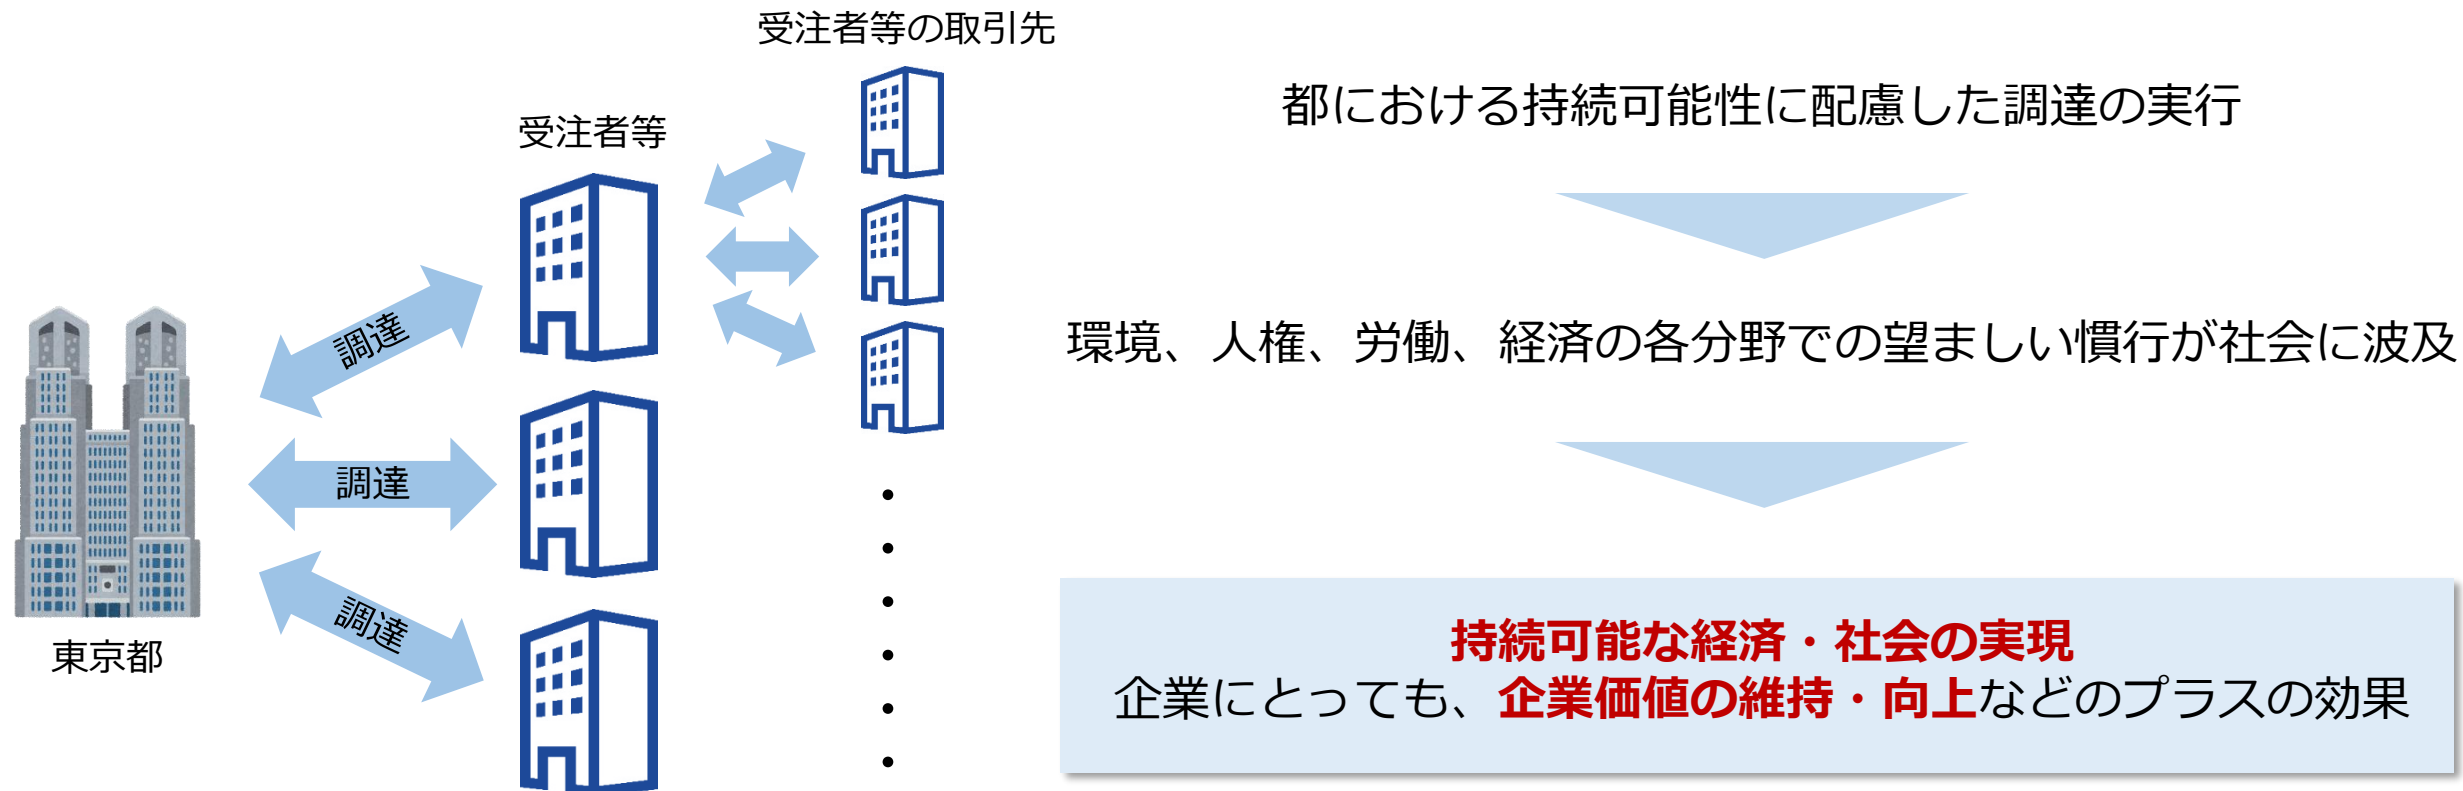 受注者等の取引先
受注者等
調達
調達
調達
東京都
都における持続可能性に配慮した調達の実行
環境、人権、労働、経済の各分野での望ましい慣行が社会に波及
持続可能な経済・社会の実現
企業にとっても、企業価値の維持・向上などのプラスの効果